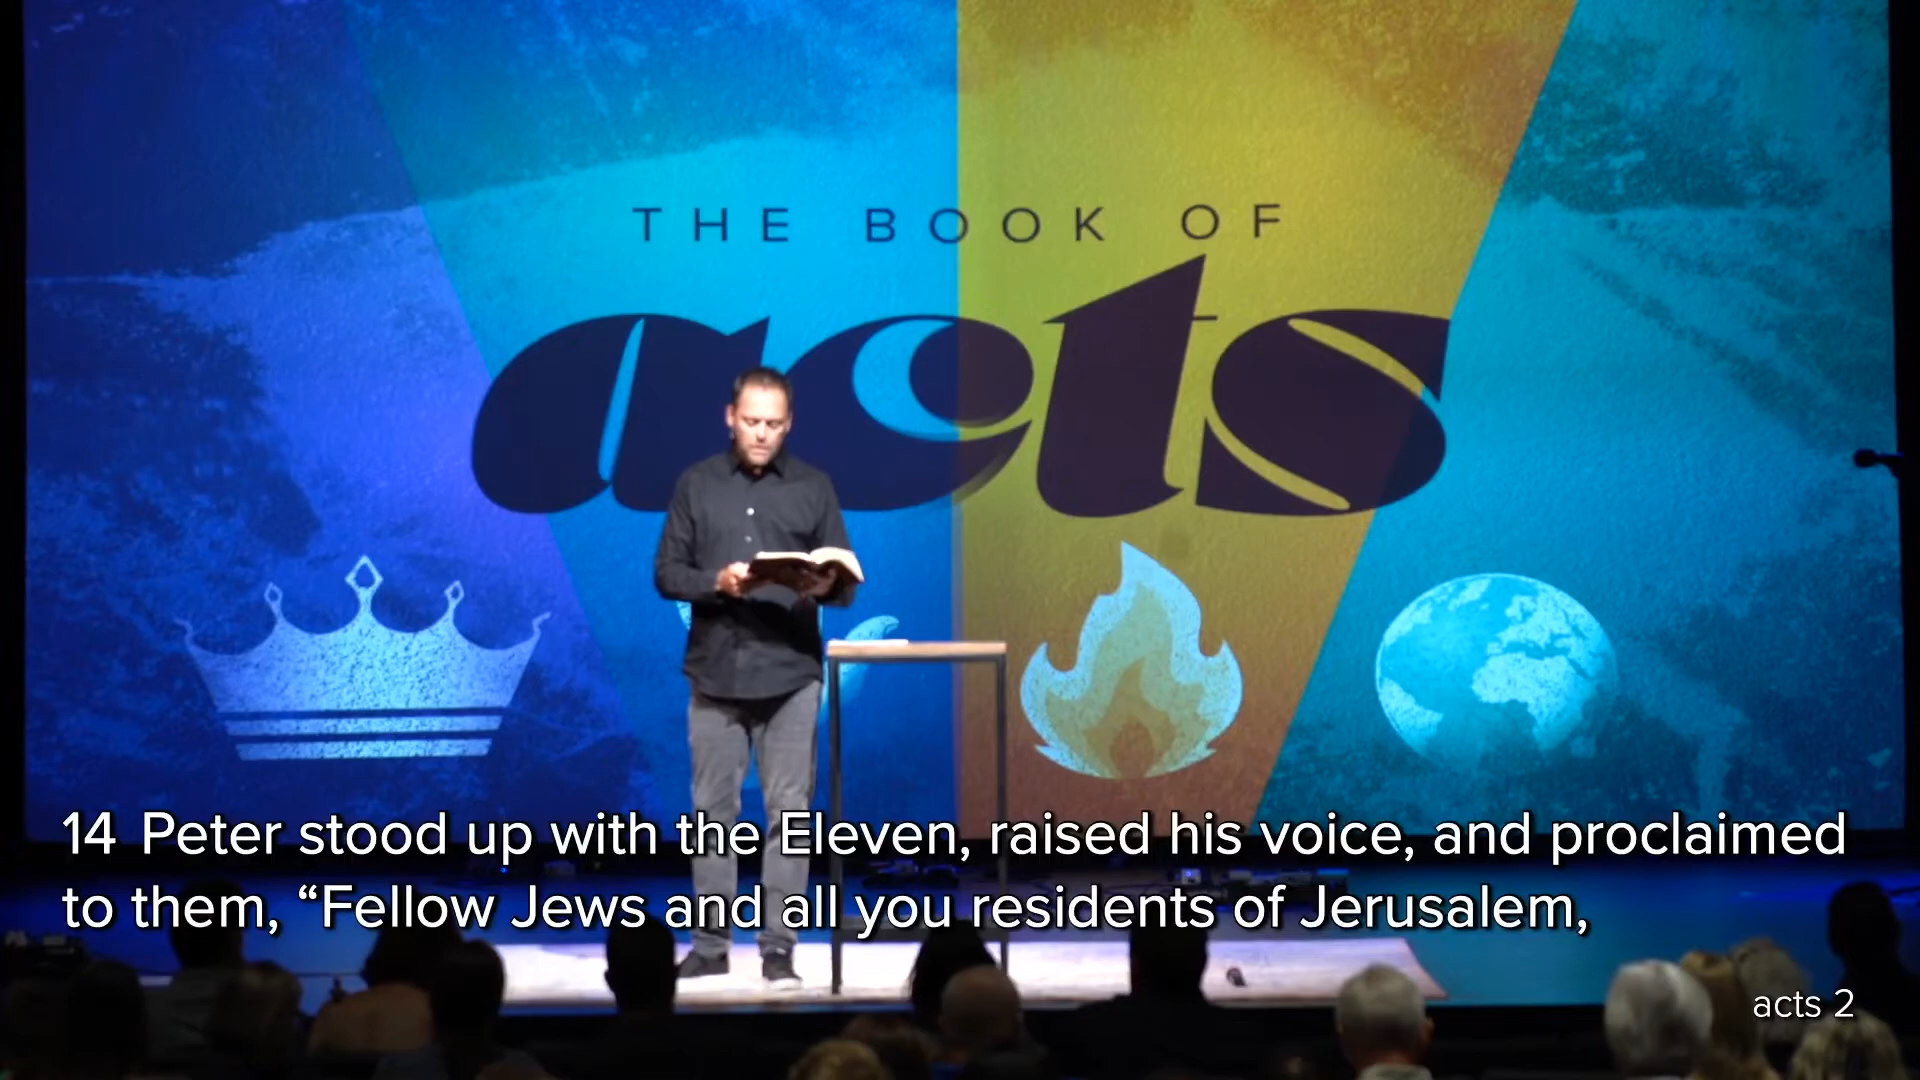 THE BOOK OF
acts
14 Peter stood up with the Eleven, raised his voice, and proclaimed
to them, “Fellow Jews and all you residents of Jerusalem,
acts 2